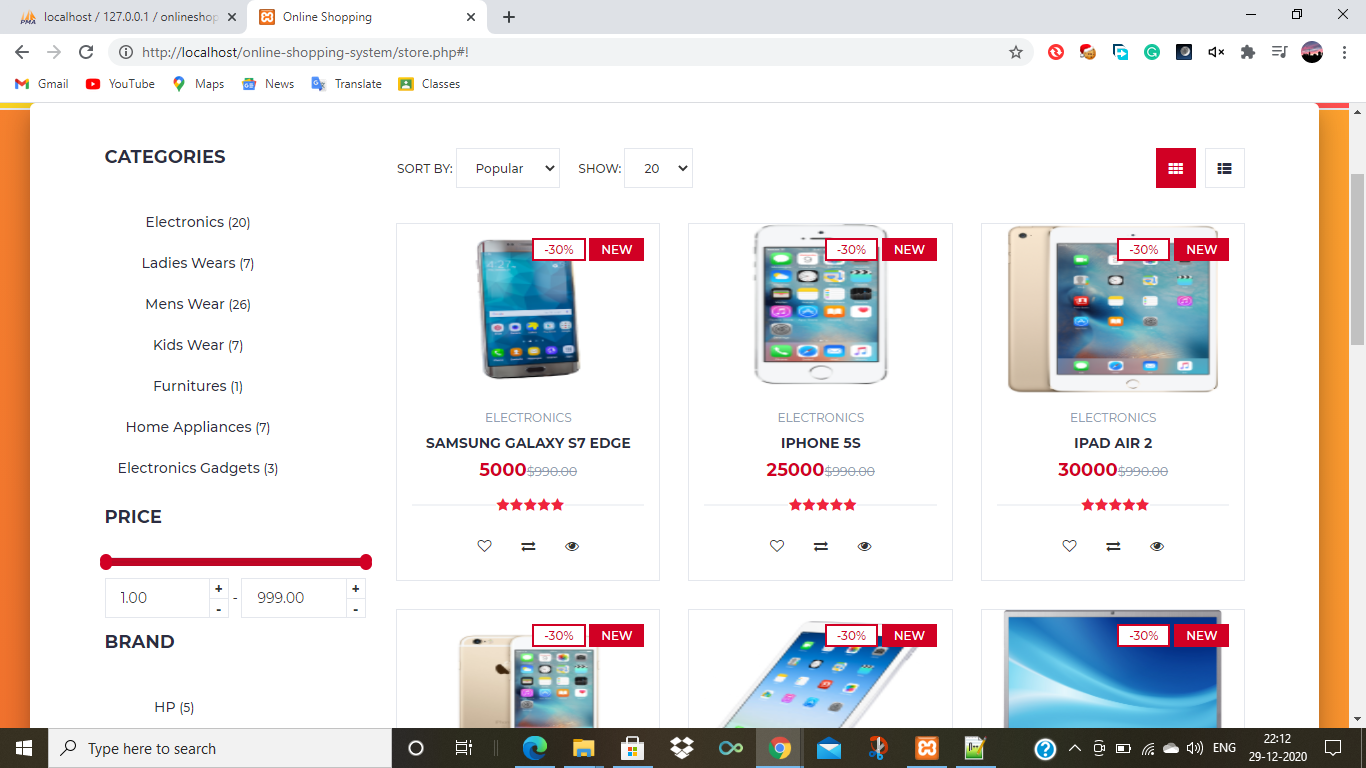 localhost / 127.0.0.1 / onlineshop
Online Shopping
http://localhost/online-shopping-system/store.php#!
Gmail
YouTube
Maps
News
Translate
Classes
CATEGORIES
Electronics (20)
Ladies Wears (7)
Mens Wear (26)
Kids Wear (7)
Furnitures (1)
Home Appliances (7)
Electronics Gadgets (3)
PRICE
1.00 + - - 999.00 + -
BRAND
HP (5)
SORT BY: Popular SHOW: 20
-30% NEW
ELECTRONICS
SAMSUNG GALAXY S7 EDGE
5000$990.00
-30% NEW
ELECTRONICS
IPHONE 5S
25000$990.00
-30% NEW
ELECTRONICS
IPAD AIR 2
30000$990.00
-30% NEW
-30% NEW
-30% NEW
Type here to search
ENG
22:12
29-12-2020